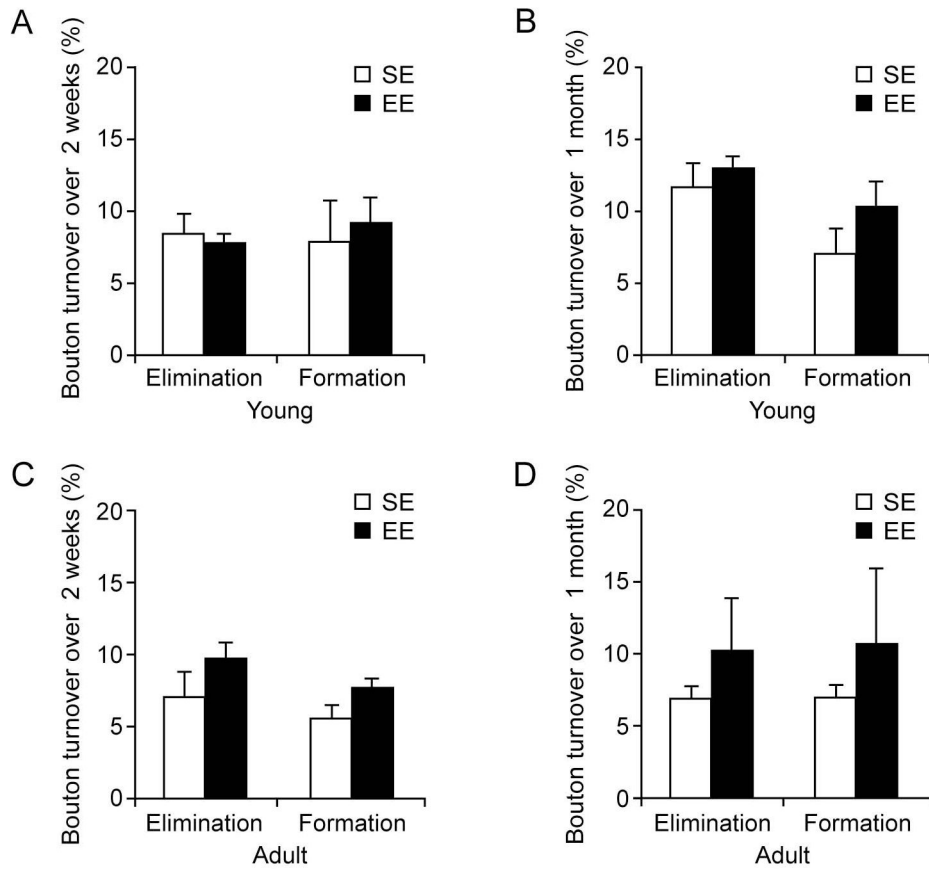 A
Bouton turnover over 2 weeks (%)
20
15
10
5
0
SE
EE
Elimination Formation
Young
B
Bouton turnover over 1 month (%)
20
15
10
5
0
SE
EE
Elimination Formation
Young
C
Bouton turnover over 2 weeks (%)
20
15
10
5
0
SE
EE
Elimination Formation
Adult
D
Bouton turnover over 1 month (%)
20
15
10
5
0
SE
EE
Elimination Formation
Adult